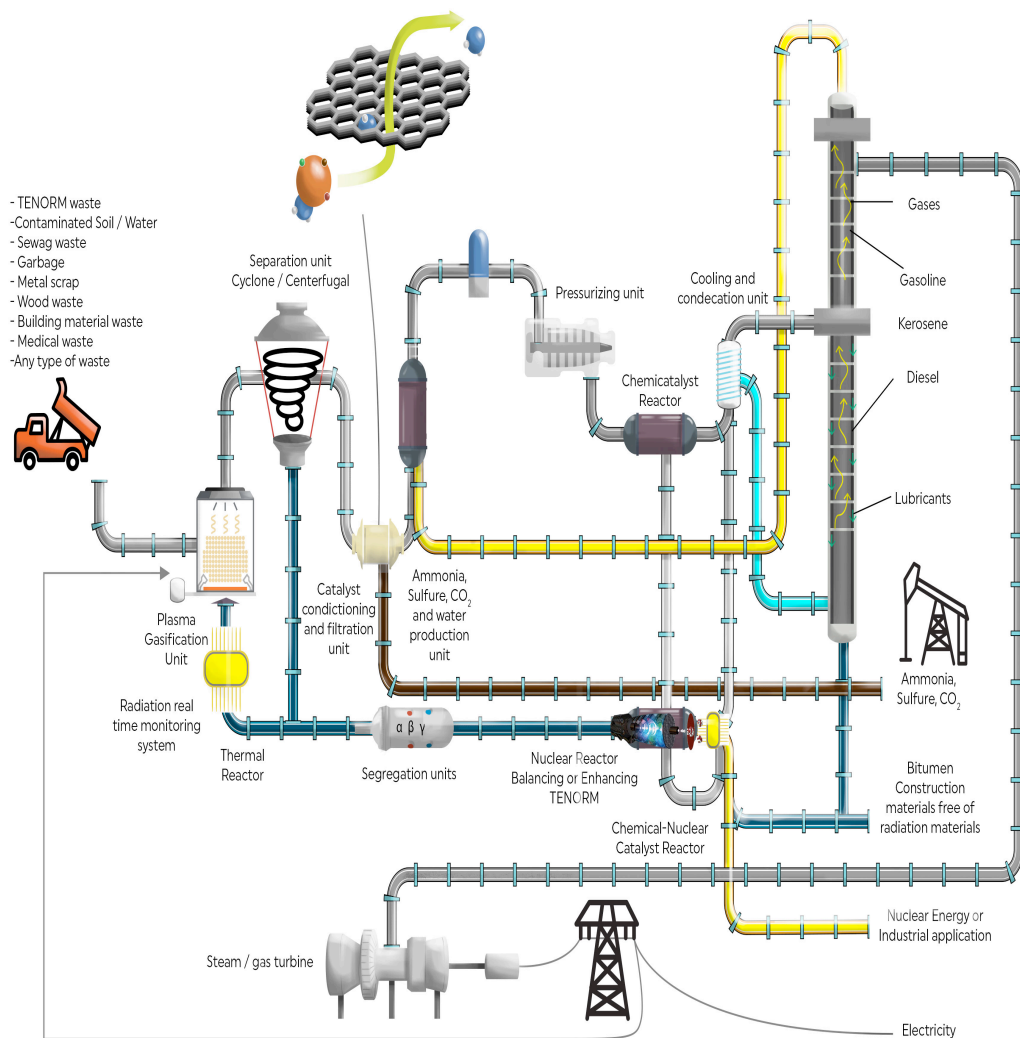 - TENORM waste
-Contaminated Soil / Water
- Sewag waste
- Garbage
- Metal scrap
- Wood waste
- Building material waste
- Medical waste
-Any type of waste
Separation unit
Cyclone / Centerfugal
Pressurizing unit
Cooling and
condecation unit
Chemicatalyst
Reactor
Gases
Gasoline
Kerosene
Diesel
Lubricants
Plasma
Gasification
Unit
Catalyst
condictioning
and filtration
unit
Ammonia,
Sulfure, CO₂
and water
production
unit
Radiation real
time monitoring
system
Thermal
Reactor
α β γ
Segregation units
Nuclear Reactor
Balancing or Enhancing
TENORM
Ammonia,
Sulfure, CO₂
Chemical-Nuclear
Catalyst Reactor
Bitumen
Construction
materials free of
radiation materials
Nuclear Energy or
Industrial application
Steam / gas turbine
Electricity